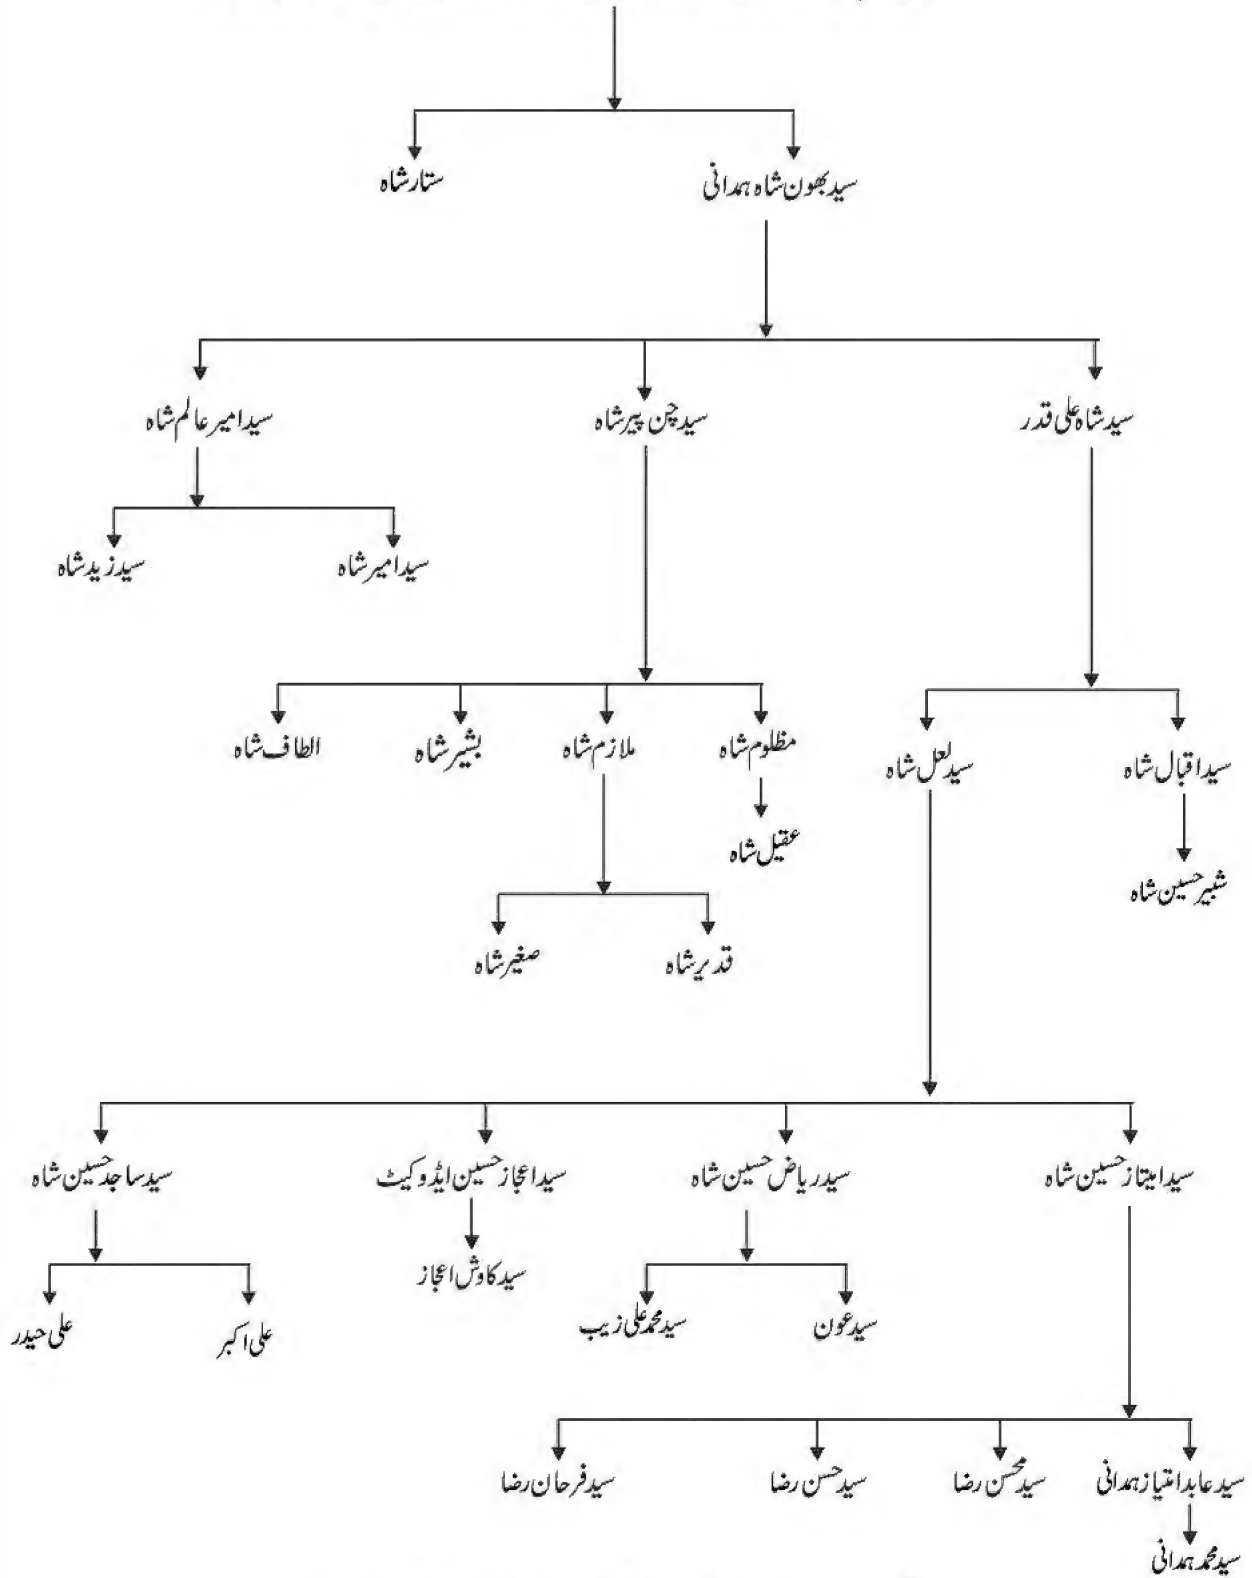 سید بھون شاہ ہمدانی
ستار شاہ
سید شاہ علی قدر
سید چن پیر شاہ
سید امیر عالم شاہ
سید امیر شاہ
سید زید شاہ
مظلوم شاہ
ملازم شاہ
بشیر شاہ
الطاف شاہ
سید اقبال شاہ
سید لعل شاہ
عقیل شاہ
شبیر حسین شاہ
قدیر شاہ
صغیر شاہ
سید امیتاز حسین شاہ
سید ریاض حسین شاہ
سید اعجاز حسین ایڈوکیٹ
سید ساجد حسین شاہ
سید کاوش اعجاز
سید عون
سید محمد علی زیب
علی اکبر
علی حیدر
سید عابد امتیاز ہمدانی
سید محسن رضا
سید حسن رضا
سید فرحان رضا
سید محمد ہمدانی